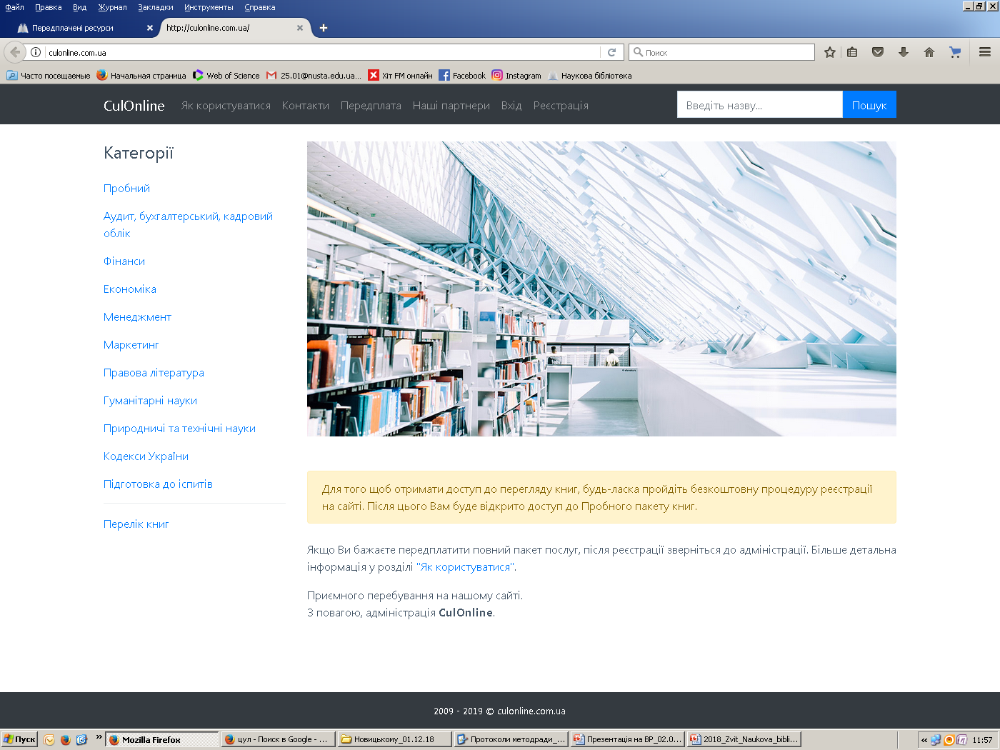 Файл Правка Вид Журнал Закладки Инструменты Справка
Передплачені ресурси
http://culonline.com.ua/
culonline.com.ua
Поиск
Часто посещаемые Начальная страница Web of Science 25.01@nusta.edu.ua... Хіт FM онлайн Facebook Instagram Наукова бібліотека
CulOnline Як користуватися Контакти Передплата Наші партнери Вхід Реєстрація Введіть назву... Пошук
Категорії
Пробний
Аудит, бухгалтерський, кадровий
облік
Фінанси
Економіка
Менеджмент
Маркетинг
Правова література
Гуманітарні науки
Природничі та технічні науки
Кодекси України
Підготовка до іспитів
Перелік книг
Для того щоб отримати доступ до перегляду книг, будь-ласка пройдіть безкоштовну процедуру реєстрації
на сайті. Після цього Вам буде відкрито доступ до Пробного пакету книг.
Якщо Ви бажаєте передплатити повний пакет послуг, після реєстрації зверніться до адміністрації. Більше детальна
інформація у розділі "Як користуватися".
Приємного перебування на нашому сайті.
З повагою, адміністрація CulOnline.
2009 - 2019 © culonline.com.ua
Пуск » Mozilla Firefox цул - Поиск в Google - ... Новицькому_01.12.18 Протоколи методради_... Презентація на ВР_02.0... 2018_Zvit_Naukova_bibli... « 11:57